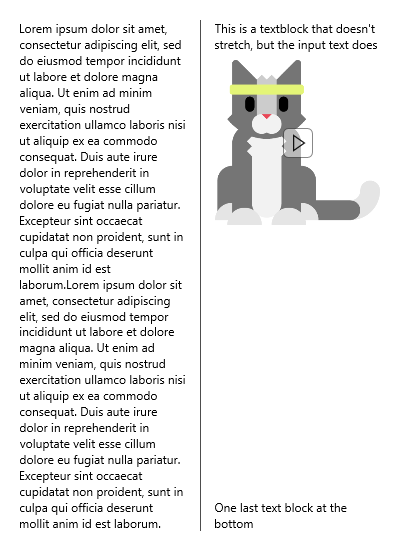 Lorem ipsum dolor sit amet,
consectetur adipiscing elit, sed
do eiusmod tempor incididunt
ut labore et dolore magna
aliqua. Ut enim ad minim
veniam, quis nostrud
exercitation ullamco laboris nisi
ut aliquip ex ea commodo
consequat. Duis aute irure
dolor in reprehenderit in
voluptate velit esse cillum
dolore eu fugiat nulla pariatur.
Excepteur sint occaecat
cupidatat non proident, sunt in
culpa qui officia deserunt
mollit anim id est
laborum.Lorem ipsum dolor sit
amet, consectetur adipiscing
elit, sed do eiusmod tempor
incididunt ut labore et dolore
magna aliqua. Ut enim ad
minim veniam, quis nostrud
exercitation ullamco laboris nisi
ut aliquip ex ea commodo
consequat. Duis aute irure
dolor in reprehenderit in
voluptate velit esse cillum
dolore eu fugiat nulla pariatur.
Excepteur sint occaecat
cupidatat non proident, sunt in
culpa qui officia deserunt
mollit anim id est laborum.
This is a textblock that doesn't
stretch, but the input text does
One last text block at the
bottom